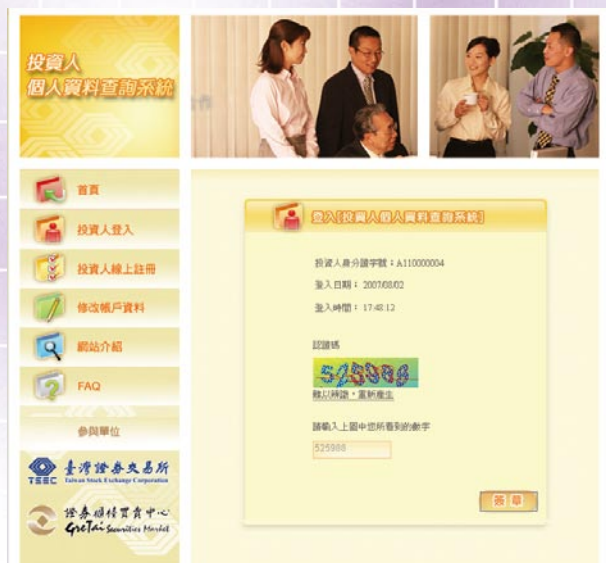 投資人
個人資料查詢系統
首頁
投資人登入
投資人線上註冊
修改帳戶資料
網站介紹
FAQ
參與單位
TSEC
臺灣證券交易所
Taiwan Stock Exchange Corporation
證券櫃檯買賣中心
GreTai Securities Market
登入[投資人個人資料查詢系統]
投資人身分證字號：A110000004
登入日期： 2007/08/02
登入時間： 17:48:12
認證碼
525988
難以辨識，重新產生
請輸入上圖中您所看到的數字
525988
簽章